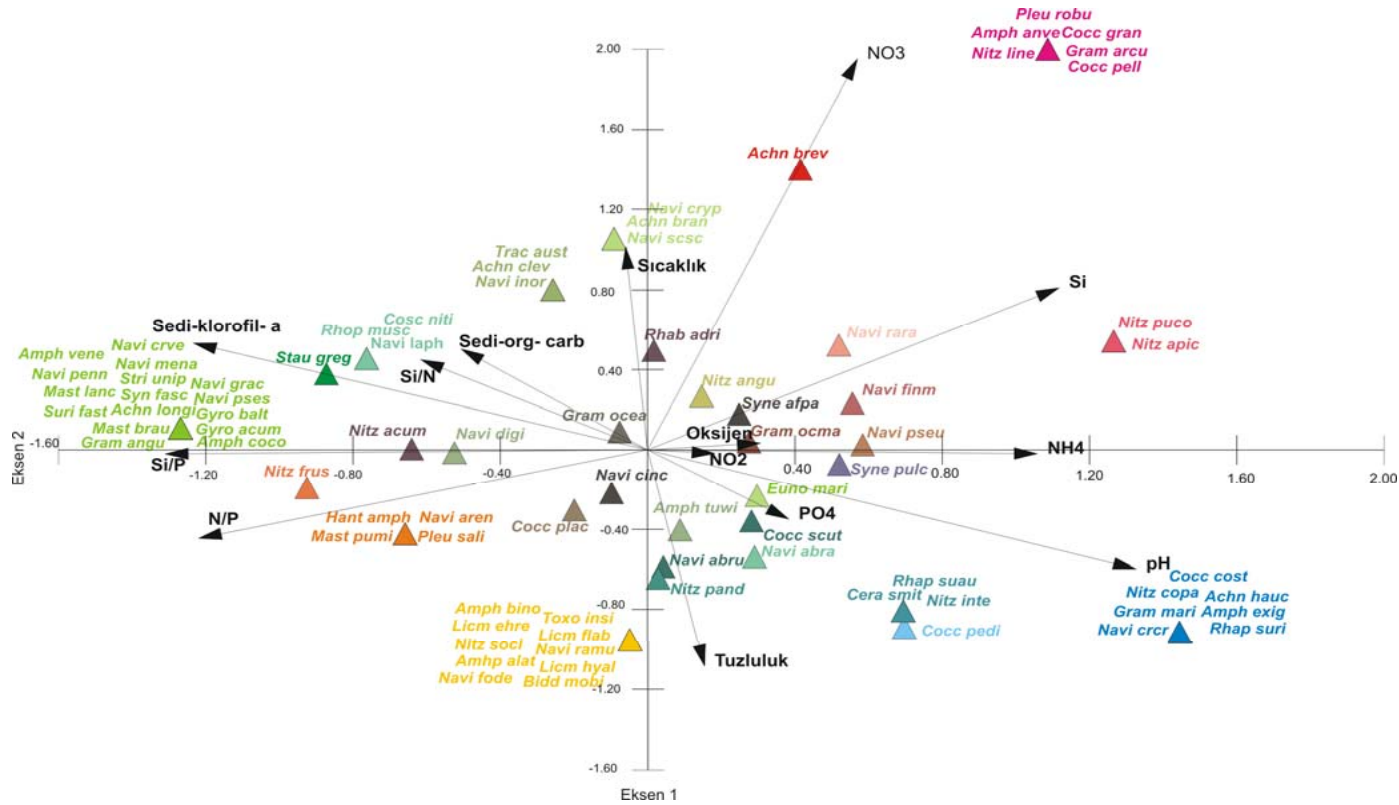 Pleu robu
Amph anve Cocc gran
Nitz line Gram arcu
Cocc pell
2.00
NO3
1.60
Achn brev
1.20
Navi cryp
Achn bran
Navi scsc
Trac aust
Achn clev
Navi inor
Sıcaklık
0.80
Si
Sedi-klorofil- a
Cosc niti
Rhop musc
Navi laph
Sedi-org- carb
Rhab adri
Navi rara
Nitz puco
Nitz apic
Navi crve
Amph vene
Navi mena
Navi penn
Stri unip
Navi grac
Mast lanc
Syn fasc
Navi pses
Suri fast
Achn longi
Gyro balt
Mast brau
Gyro acum
Gram angu
Amph coco
Stau greg
Si/N
0.40
Nitz angu
Navi finm
Syne afpa
Gram ocea
Nitz acum
Navi digi
Oksijen
Gram ocma
Navi pseu
NH4
NO2
Syne pulc
Eksen 2
-1.60
Si/P
-1.20
-0.80
-0.40
0.40
0.80
1.20
1.60
2.00
Nitz frus
Navi cinc
Euno mari
N/P
Hant amph
Navi aren
Mast pumi
Pleu sali
Cocc plac
-0.40
Amph tuwi
PO4
Cocc scut
Navi abra
Navi abru
Nitz pand
pH
Cocc cost
Nitz copa
Achn hauc
Gram mari
Amph exig
Navi crcr
Rhap suri
Rhap suau
Cera smit
Nitz inte
Cocc pedi
-0.80
Amph bino
Toxo insi
Licm ehre
Licm flab
Nitz soci
Navi ramu
Amhp alat
Licm hyal
Navi fode
Bidd mobi
Tuzluluk
-1.20
-1.60
Eksen 1